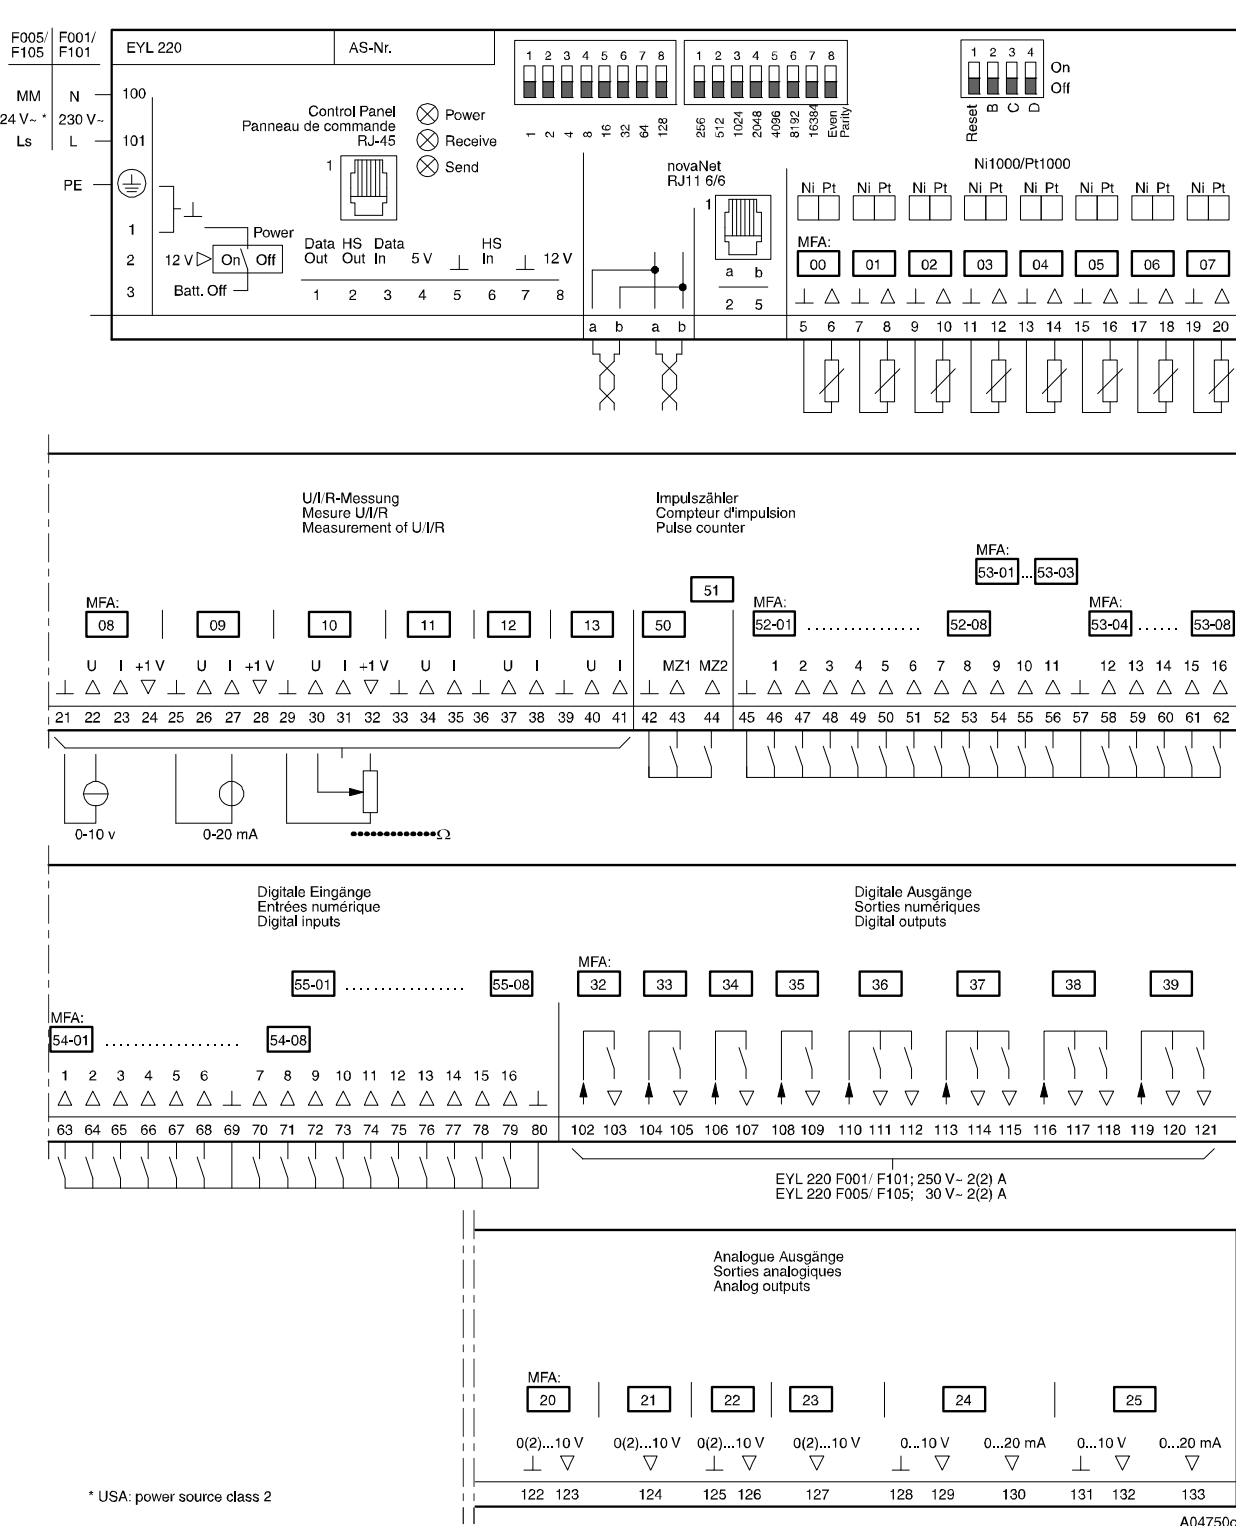 F005/ F001/
F105 F101
EYL 220 AS-Nr.
1 2 3 4 5 6 7 8
1 2 3 4 5 6 7 8
1 2 3 4
On
Off
MM N 100
24 V~ * 230 V~
Ls L 101
PE
Control Panel
Panneau de commande
RJ-45
1
Power
Receive
Send
1 2 4 8 16 32 64 128
256 512 1024 2048 4096 8192 16384 Even Parity
Reset B C D
novaNet
RJ11 6/6
1
Ni1000/Pt1000
Ni Pt Ni Pt Ni Pt Ni Pt Ni Pt Ni Pt Ni Pt Ni Pt
MFA:
00 01 02 03 04 05 06 07
1
2
3
Power
12 V On Off
Batt. Off
Data HS Data HS
Out Out In 5 V In 12 V
1 2 3 4 5 6 7 8
a b
2 5
a b a b
5 6 7 8 9 10 11 12 13 14 15 16 17 18 19 20
U/I/R-Messung
Mesure U/I/R
Measurement of U/I/R
Impulszähler
Compteur d'impulsion
Pulse counter
MFA:
53-01 ... 53-03
51
MFA:
08 09 10 11 12 13 50
MFA:
52-01 .............. 52-08
MFA:
53-04 ...... 53-08
U I +1 V U I +1 V U I +1 V U I U I U I MZ1 MZ2 1 2 3 4 5 6 7 8 9 10 11 12 13 14 15 16
21 22 23 24 25 26 27 28 29 30 31 32 33 34 35 36 37 38 39 40 41 42 43 44 45 46 47 48 49 50 51 52 53 54 55 56 57 58 59 60 61 62
0-10 v 0-20 mA Ω
Digitale Eingänge
Entrées numérique
Digital inputs
Digitale Ausgänge
Sorties numériques
Digital outputs
55-01 .............. 55-08
MFA:
32 33 34 35 36 37 38 39
MFA:
54-01 ................ 54-08
1 2 3 4 5 6 7 8 9 10 11 12 13 14 15 16
63 64 65 66 67 68 69 70 71 72 73 74 75 76 77 78 79 80 102 103 104 105 106 107 108 109 110 111 112 113 114 115 116 117 118 119 120 121
EYL 220 F001/ F101; 250 V~ 2(2) A
EYL 220 F005/ F105; 30 V~ 2(2) A
Analogue Ausgänge
Sorties analogiques
Analog outputs
MFA:
20 21 22 23 24 25
0(2)...10 V 0(2)...10 V 0(2)...10 V 0(2)...10 V 0...10 V 0...20 mA 0...10 V 0...20 mA
122 123 124 125 126 127 128 129 130 131 132 133
* USA: power source class 2
A04750c